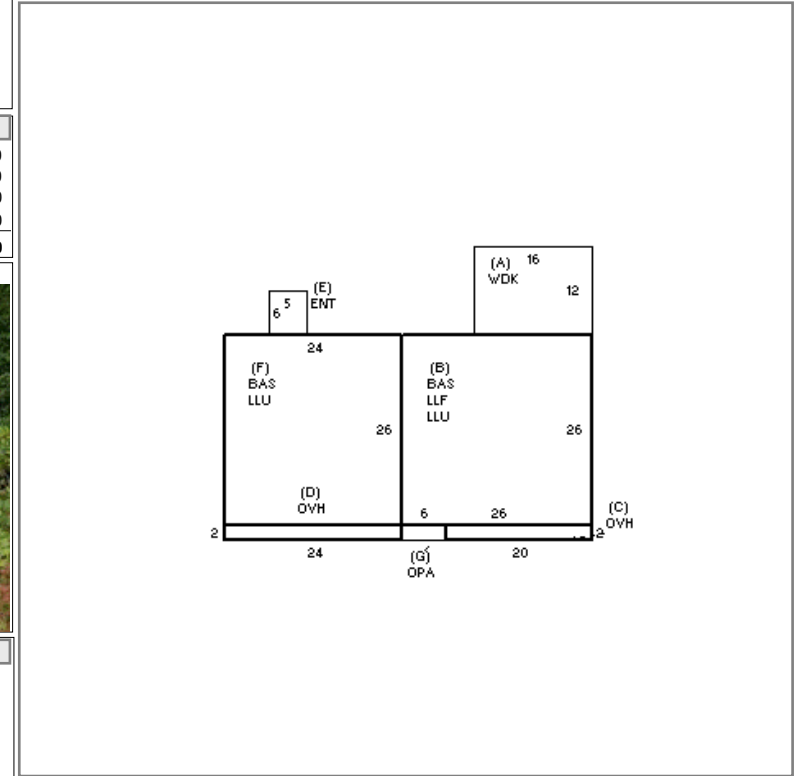 (A) 16
WDK
12
(E)
5 ENT
6
24
(F)
BAS
LLU
(B)
BAS
LLF
LLU
26
26
(D)
OVH
6
26
(C)
OVH
2
2
24
(G)
OPA
20